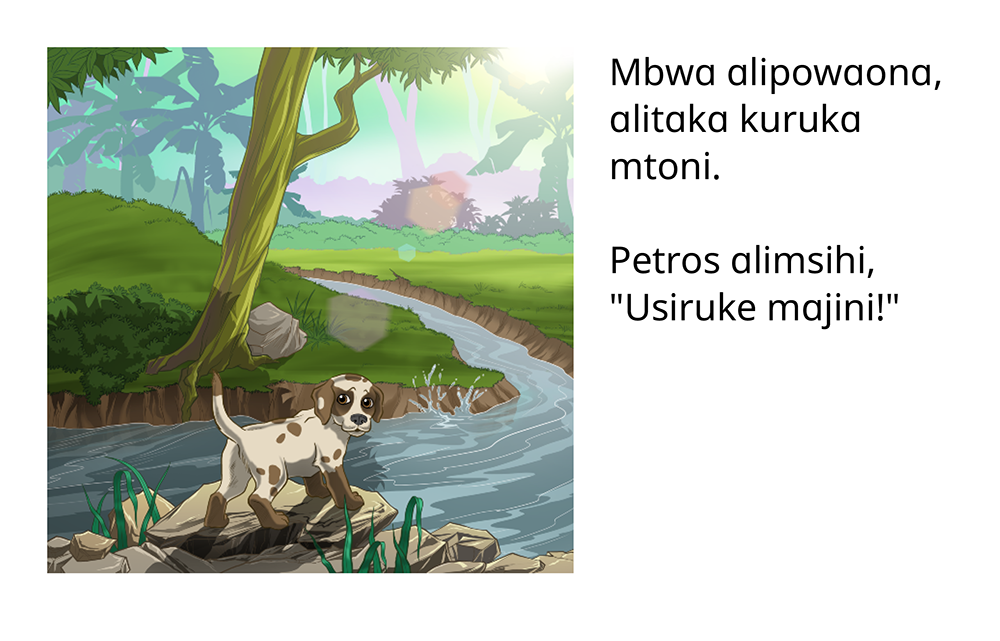 Mbwa alipowaona,
alitaka kuruka
mtoni.
Petros alimsihi,
"Usiruke majini!"